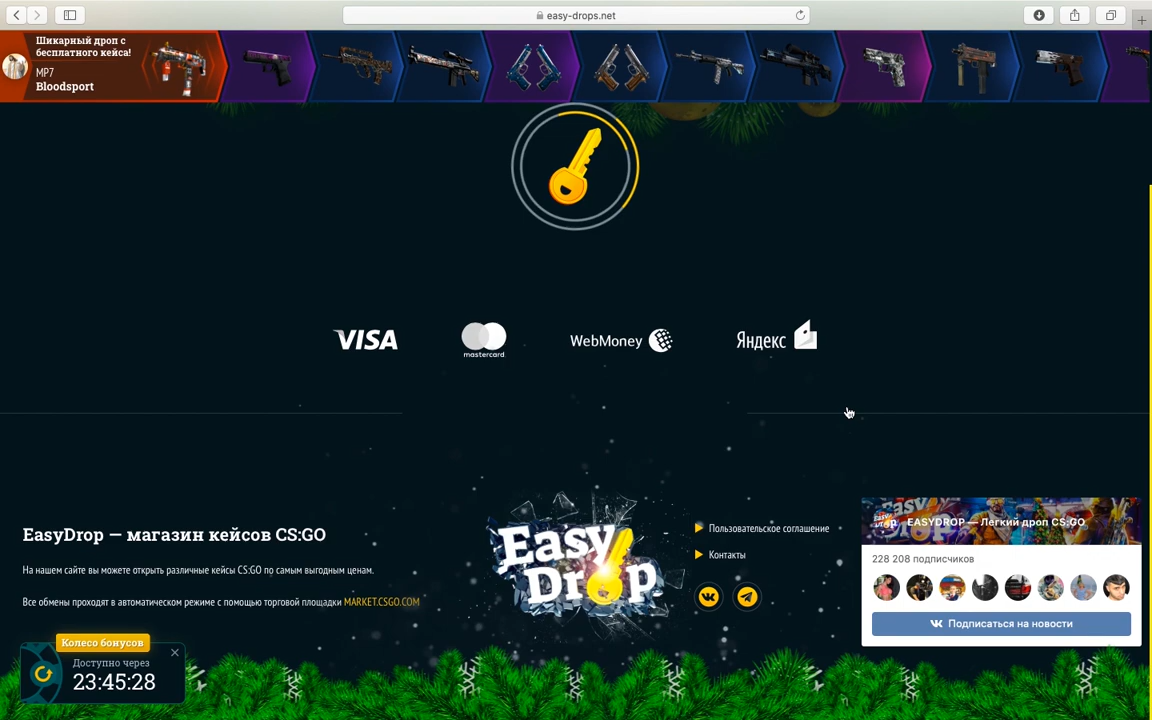 easy-drops.net
Шикарный дроп с
бесплатного кейса!
MP7
Bloodsport
VISA
mastercard
WebMoney
Яндекс
EasyDrop — магазин кейсов CS:GO
На нашем сайте вы можете открыть различные кейсы CS:GO по самым выгодным ценам.
Все обмены проходят в автоматическом режиме с помощью торговой площадки MARKET.CSGO.COM
Easy
Drop
Пользовательское соглашение
Контакты
EASYDROP — Лёгкий дроп CS:GO
228 208 подписчиков
Подписаться на новости
Колесо бонусов
Доступно через
23:45:28